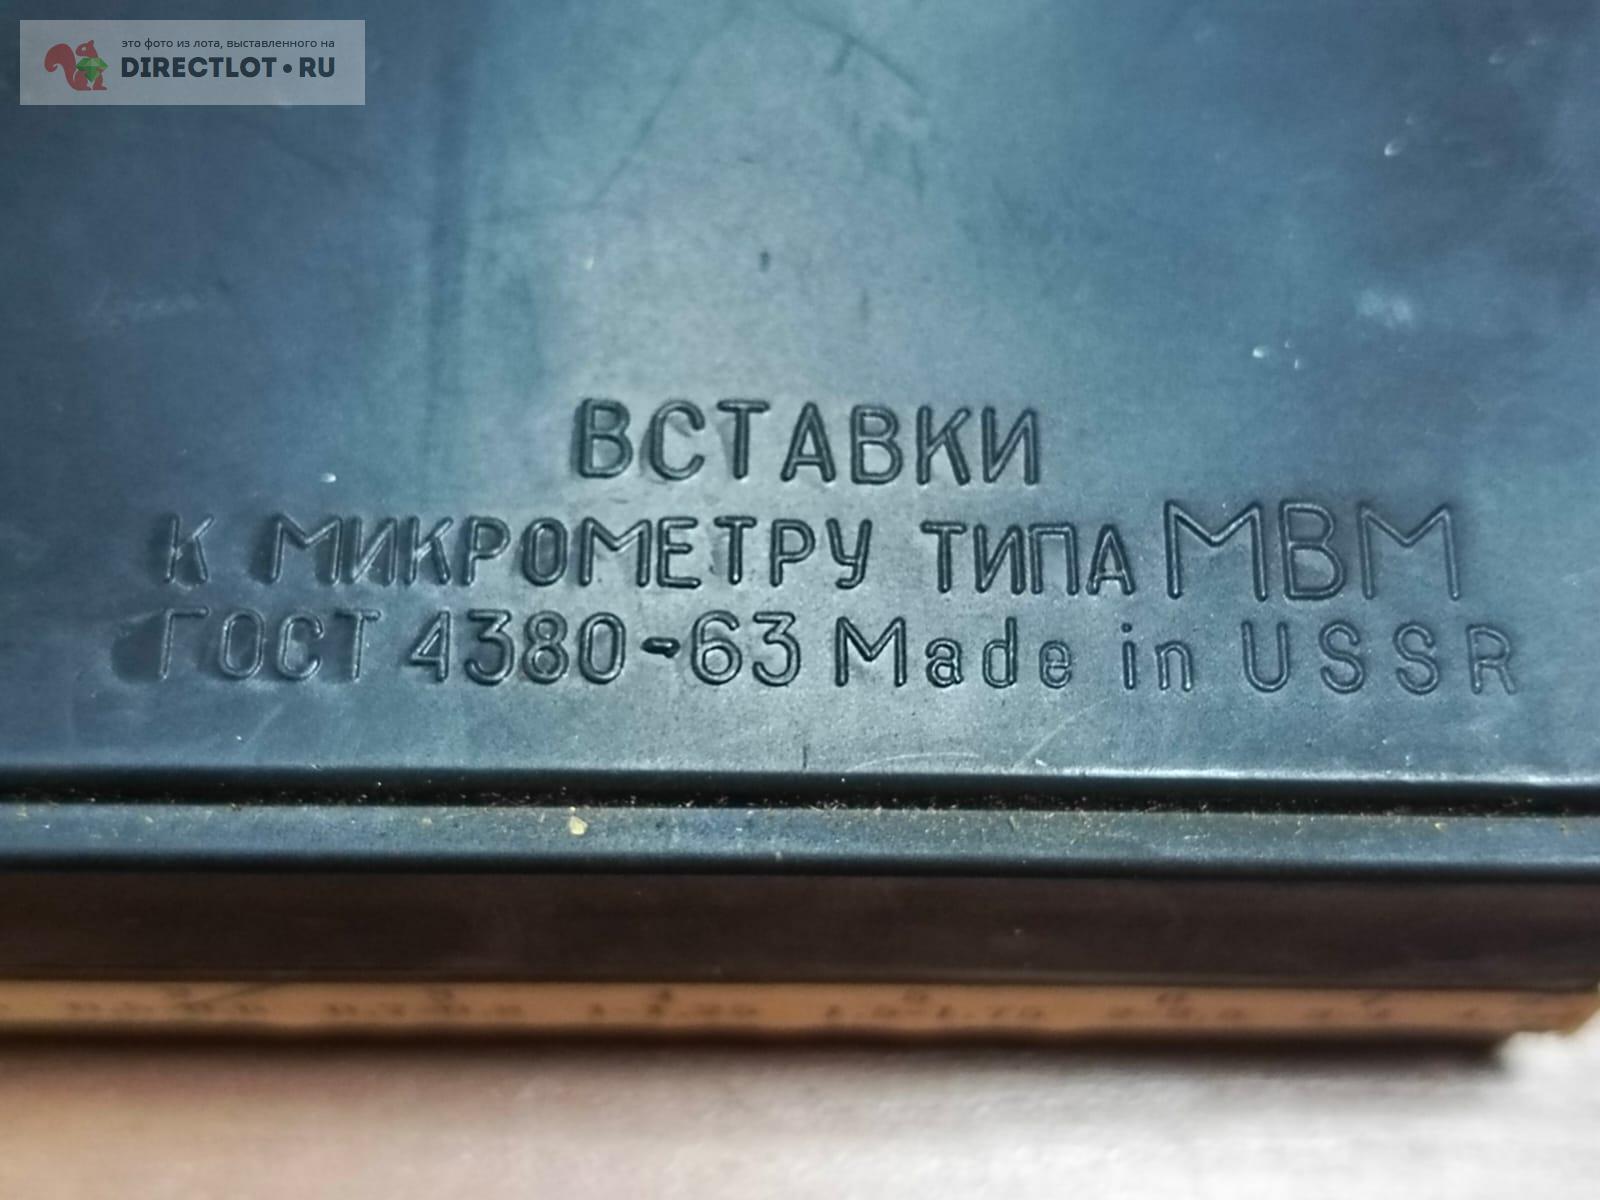 это фото из лота, выставленного на
DIRECTLOT•RU
ВСТАВКИ
К МИКРОМЕТРУ ТИПА МВМ
ГОСТ 4380-63 Made in USSR